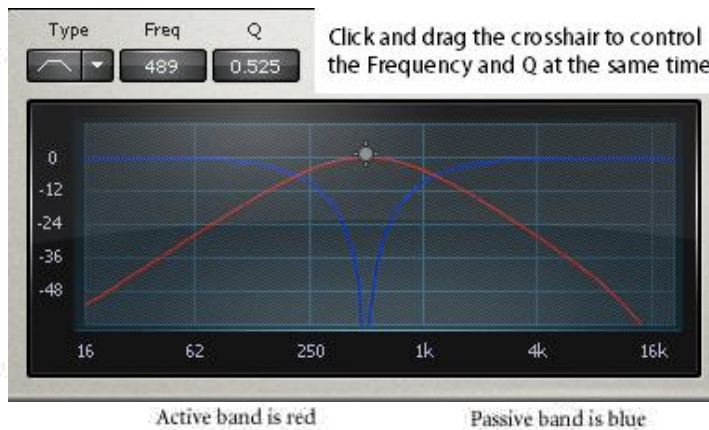 Type Freq Q
489 0.525
Click and drag the crosshair to control
the Frequency and Q at the same time
0
-12
-24
-36
-48
16 62 250 1k 4k 16k
Active band is red Passive band is blue